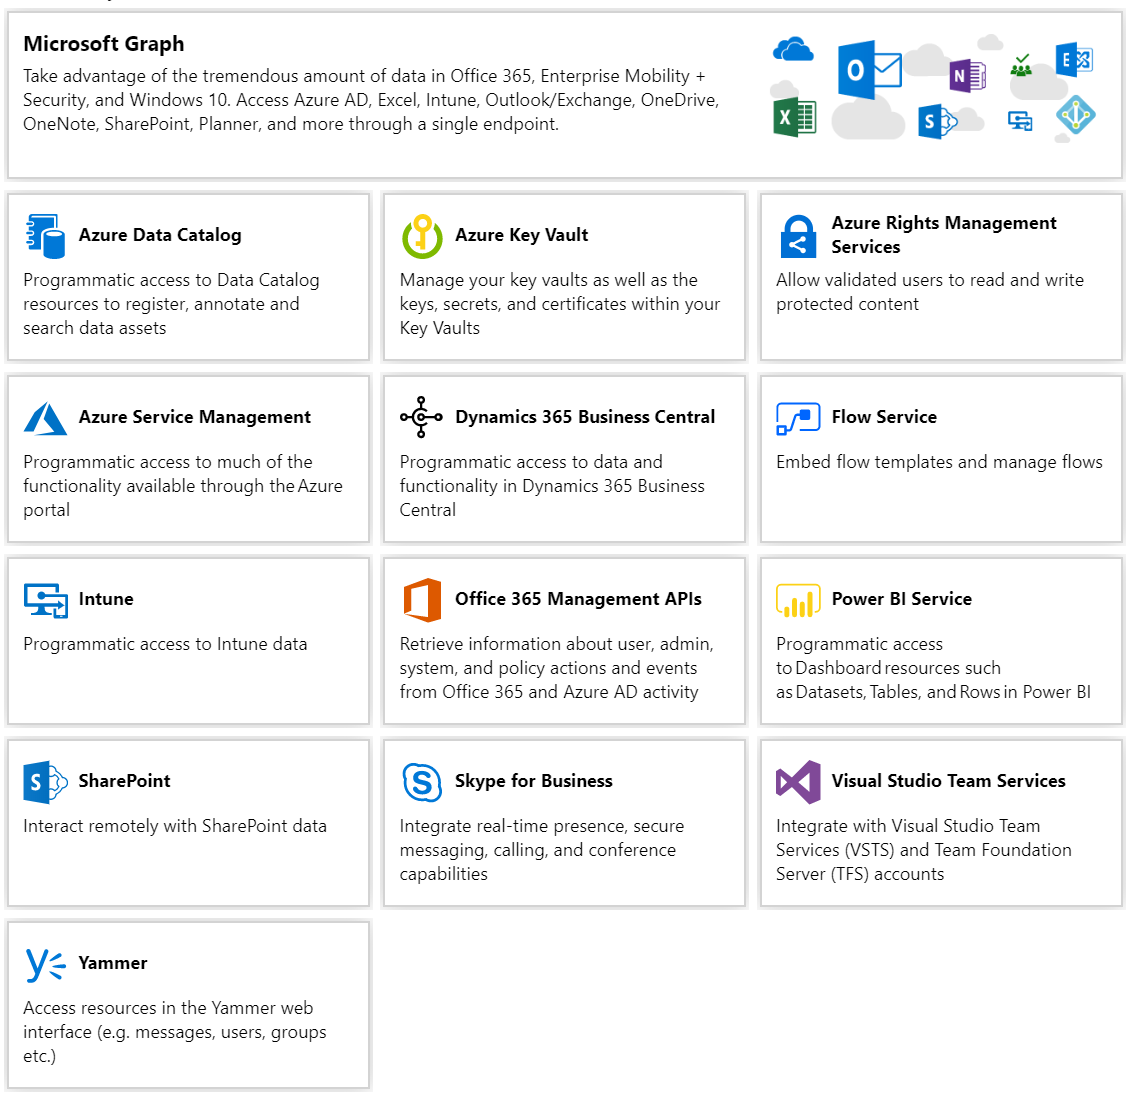 Microsoft Graph
Take advantage of the tremendous amount of data in Office 365, Enterprise Mobility +
Security, and Windows 10. Access Azure AD, Excel, Intune, Outlook/Exchange, OneDrive,
OneNote, SharePoint, Planner, and more through a single endpoint.
Azure Data Catalog
Programmatic access to Data Catalog
resources to register, annotate and
search data assets
Azure Key Vault
Manage your key vaults as well as the
keys, secrets, and certificates within your
Key Vaults
Azure Rights Management
Services
Allow validated users to read and write
protected content
Azure Service Management
Programmatic access to much of the
functionality available through the Azure
portal
Dynamics 365 Business Central
Programmatic access to data and
functionality in Dynamics 365 Business
Central
Flow Service
Embed flow templates and manage flows
Intune
Programmatic access to Intune data
Office 365 Management APIs
Retrieve information about user, admin,
system, and policy actions and events
from Office 365 and Azure AD activity
Power BI Service
Programmatic access
to Dashboard resources such
as Datasets, Tables, and Rows in Power BI
SharePoint
Interact remotely with SharePoint data
Skype for Business
Integrate real-time presence, secure
messaging, calling, and conference
capabilities
Visual Studio Team Services
Integrate with Visual Studio Team
Services (VSTS) and Team Foundation
Server (TFS) accounts
Yammer
Access resources in the Yammer web
interface (e.g. messages, users, groups
etc.)